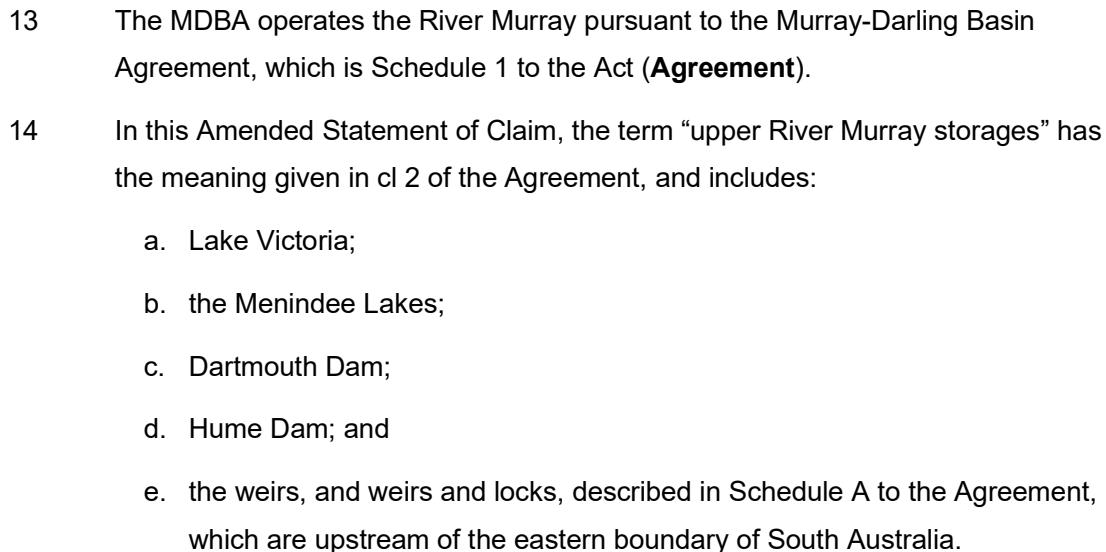 13 The MDBA operates the River Murray pursuant to the Murray-Darling Basin
Agreement, which is Schedule 1 to the Act (Agreement).
14 In this Amended Statement of Claim, the term “upper River Murray storages” has
the meaning given in cl 2 of the Agreement, and includes:
a. Lake Victoria;
b. the Menindee Lakes;
c. Dartmouth Dam;
d. Hume Dam; and
e. the weirs, and weirs and locks, described in Schedule A to the Agreement,
which are upstream of the eastern boundary of South Australia.